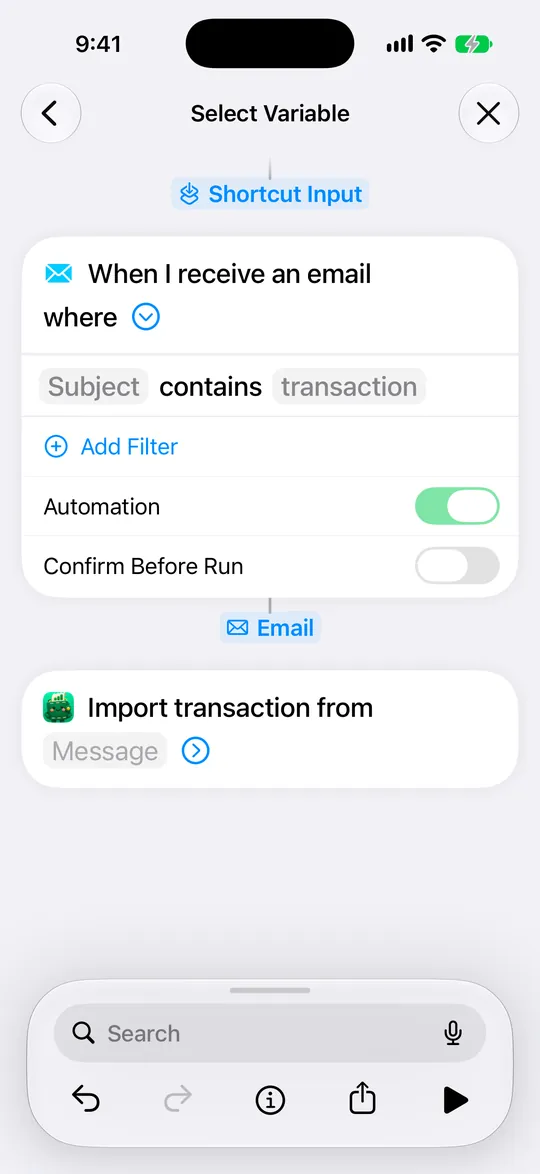 9:41
Select Variable
Shortcut Input
When I receive an email
where
Subject contains transaction
Add Filter
Automation
Confirm Before Run
Email
Import transaction from
Message
Search